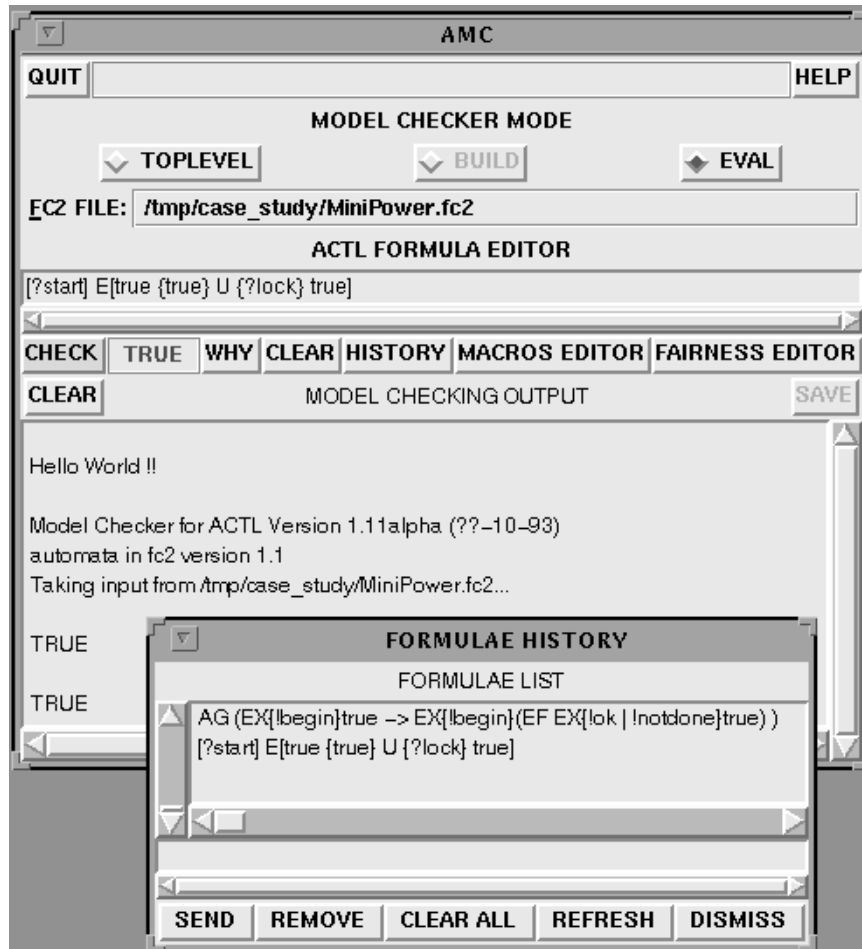 AMC
QUIT HELP
MODEL CHECKER MODE
TOPLEVEL BUILD EVAL
FC2 FILE: /tmp/case_study/MiniPower.fc2
ACTL FORMULA EDITOR
[?start] E[true {true} U {?lock} true]
CHECK TRUE WHY CLEAR HISTORY MACROS EDITOR FAIRNESS EDITOR
CLEAR MODEL CHECKING OUTPUT SAVE
Hello World !!
Model Checker for ACTL Version 1.11alpha (??-10-93)
automata in fc2 version 1.1
Taking input from /tmp/case_study/MiniPower.fc2...
TRUE
TRUE
FORMULAE HISTORY
FORMULAE LIST
AG (EX{!begin}true -> EX{!begin}(EF EX{!ok | !notdone}true) )
[?start] E[true {true} U {?lock} true]
SEND REMOVE CLEAR ALL REFRESH DISMISS